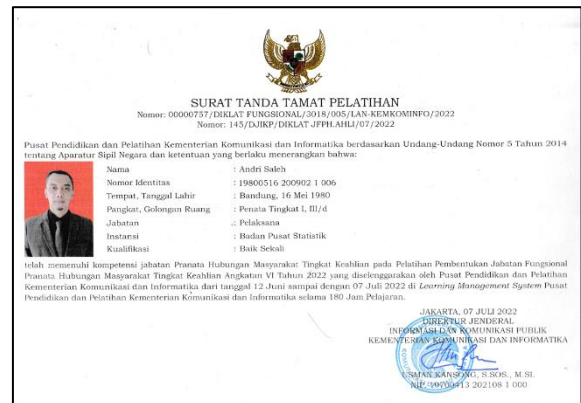 SURAT TANDA TAMAT PELATIHAN
Nomor: 00000757/DIKLAT FUNGSIONAL/3018/005/LAN-KEMKOMINFO/2022
Nomor: 145/DJIKP/DIKLAT JFPH.AHLI/07/2022
Pusat Pendidikan dan Pelatihan Kementerian Komunikasi dan Informatika berdasarkan Undang-Undang Nomor 5 Tahun 2014
tentang Aparatur Sipil Negara dan ketentuan yang berlaku menerangkan bahwa:
Nama : Andri Saleh
Nomor Identitas : 19800516 200902 1 006
Tempat, Tanggal Lahir : Bandung, 16 Mei 1980
Pangkat, Golongan Ruang : Penata Tingkat I, III/d
Jabatan : Pelaksana
Instansi : Badan Pusat Statistik
Kualifikasi : Baik Sekali
telah memenuhi kompetensi jabatan Pranata Hubungan Masyarakat Tingkat Keahlian pada Pelatihan Pembentukan Jabatan Fungsional
Pranata Hubungan Masyarakat Tingkat Keahlian Angkatan VI Tahun 2022 yang diselenggarakan oleh Pusat Pendidikan dan Pelatihan
Kementerian Komunikasi dan Informatika dari tanggal 12 Juni sampai dengan 07 Juli 2022 di Learning Management System Pusat
Pendidikan dan Pelatihan Kementerian Komunikasi dan Informatika selama 180 Jam Pelajaran.
JAKARTA, 07 JULI 2022
DIREKTUR JENDERAL
INFORMASI DAN KOMUNIKASI PUBLIK
KEMENTERIAN KOMUNIKASI DAN INFORMATIKA
USMAN KANSONG, S.SOS., M.SI.
NIP. 19700413 202108 1 000